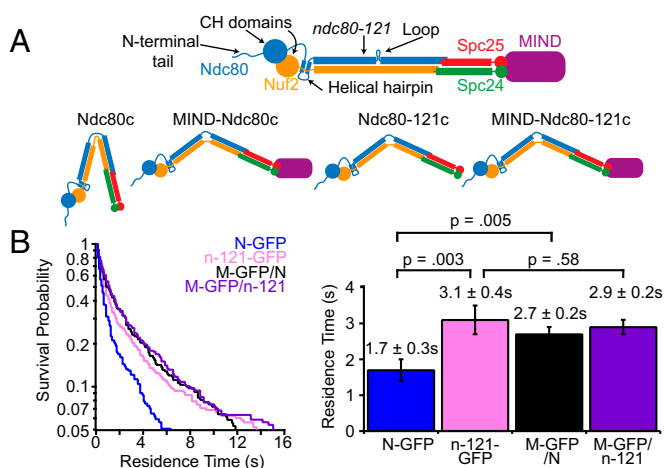 A
CH domains
ndc80-121
Loop
N-terminal
tail
Ndc80
Nuf2
Helical hairpin
Spc25
Spc24
MIND
Ndc80c
MIND-Ndc80c
Ndc80-121c
MIND-Ndc80-121c
B
Survival Probability
1
0.8
0.6
0.4
0.2
0.1
0.07
0.05
0 4 8 12 16
Residence Time (s)
N-GFP
n-121-GFP
M-GFP/N
M-GFP/n-121
p = .005
p = .003
p = .58
Residence Time (s)
3
2
1
0
1.7 ± 0.3s
3.1 ± 0.4s
2.7 ± 0.2s
2.9 ± 0.2s
N-GFP
n-121-
GFP
M-GFP
/N
M-GFP/
n-121